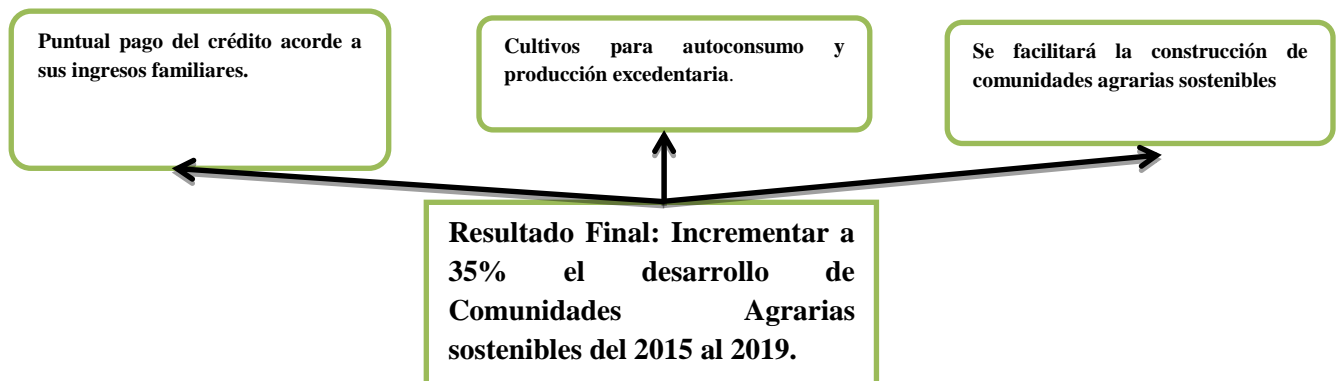 Puntual pago del crédito acorde a
sus ingresos familiares.
Cultivos para autoconsumo y
producción excedentaria.
Se facilitará la construcción de
comunidades agrarias sostenibles
Resultado Final: Incrementar a
35% el desarrollo de
Comunidades Agrarias
sostenibles del 2015 al 2019.